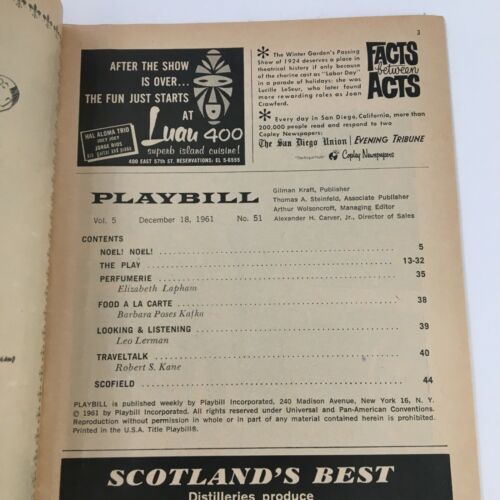 3
AFTER THE SHOW
IS OVER...
THE FUN JUST STARTS
AT
Luau 400
superb island cuisine!
400 EAST 57th ST. RESERVATIONS: EL 5-6555
HAL ALOMA TRIO
JUEY JUEY
JORGE RIOS
* The Winter Garden's Passing
Show of 1924 deserves a place in
theatrical history if only because
of the chorine cast as "Labor Day"
in a parade of holidays: she was
Lucille LeSeur, who later found
more rewarding roles as Joan
Crawford.
FACTS
between
ACTS
* Every day in San Diego, California, more than
200,000 people read and respond to two
Copley Newspapers:
The San Diego Union | EVENING TRIBUNE
Copley Newspapers
PLAYBILL
Vol. 5 December 18, 1961 No. 51
Gilman Kraft, Publisher
Thomas A. Steinfeld, Associate Publisher
Arthur Wolsoncroft, Managing Editor
Alexander H. Carver, Jr., Director of Sales
CONTENTS
NOEL! NOEL! 5
THE PLAY 13-32
PERFUMERIE 35
Elizabeth Lapham
FOOD A LA CARTE 38
Barbara Poses Kafka
LOOKING & LISTENING 39
Leo Lerman
TRAVELTALK 40
Robert S. Kane
SCOFIELD 44
PLAYBILL is published weekly by Playbill Incorporated, 240 Madison Avenue, New York 16, N. Y.
© 1961 by Playbill Incorporated. All rights reserved under Universal and Pan-American Conventions.
Reproduction without permission in whole or in part of any material contained herein is prohibited.
Printed in the U.S.A. Title Playbill®.
SCOTLAND'S BEST
Distilleries produce